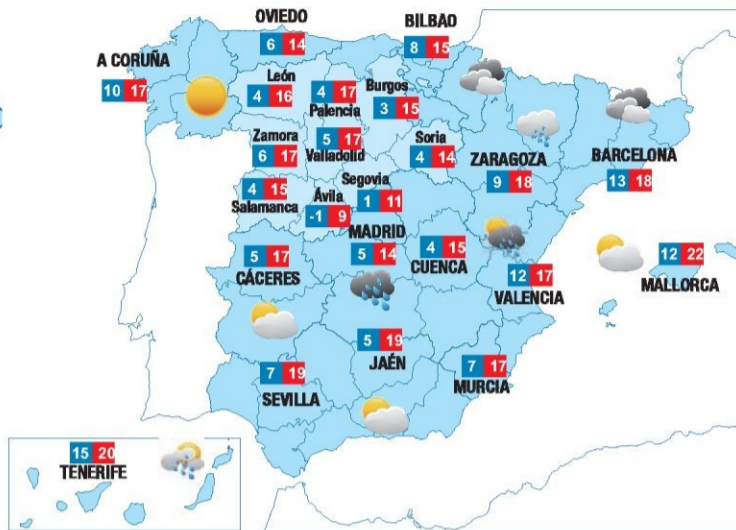 OVIEDO
6 14
BILBAO
8 15
A CORUÑA
10 17
León
4 16
4 17
Palencia
Burgos
3 15
Zamora
6 17
5 17
Valladolid
Soria
4 14
ZARAGOZA
9 18
BARCELONA
13 18
4 15
Salamanca
Ávila
-1 9
Segovia
1 11
MADRID
5 14
4 15
CUENCA
5 17
CÁCERES
12 17
VALENCIA
12 22
MALLORCA
5 19
JAÉN
7 19
SEVILLA
7 17
MURCIA
15 20
TENERIFE